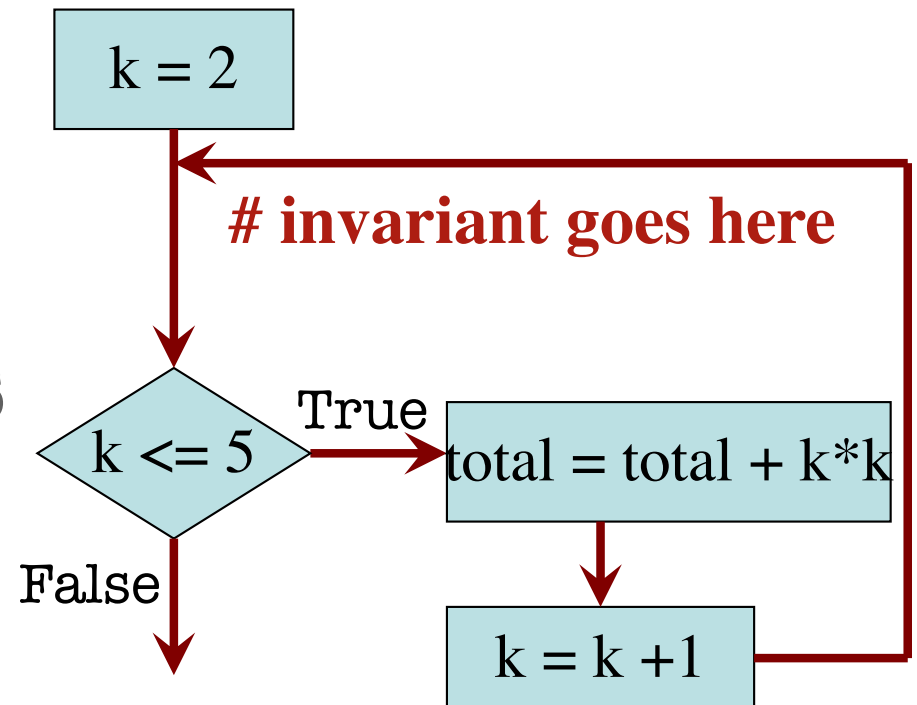 k = 2
# invariant goes here
True
k <= 5
total = total + k*k
False
k = k +1